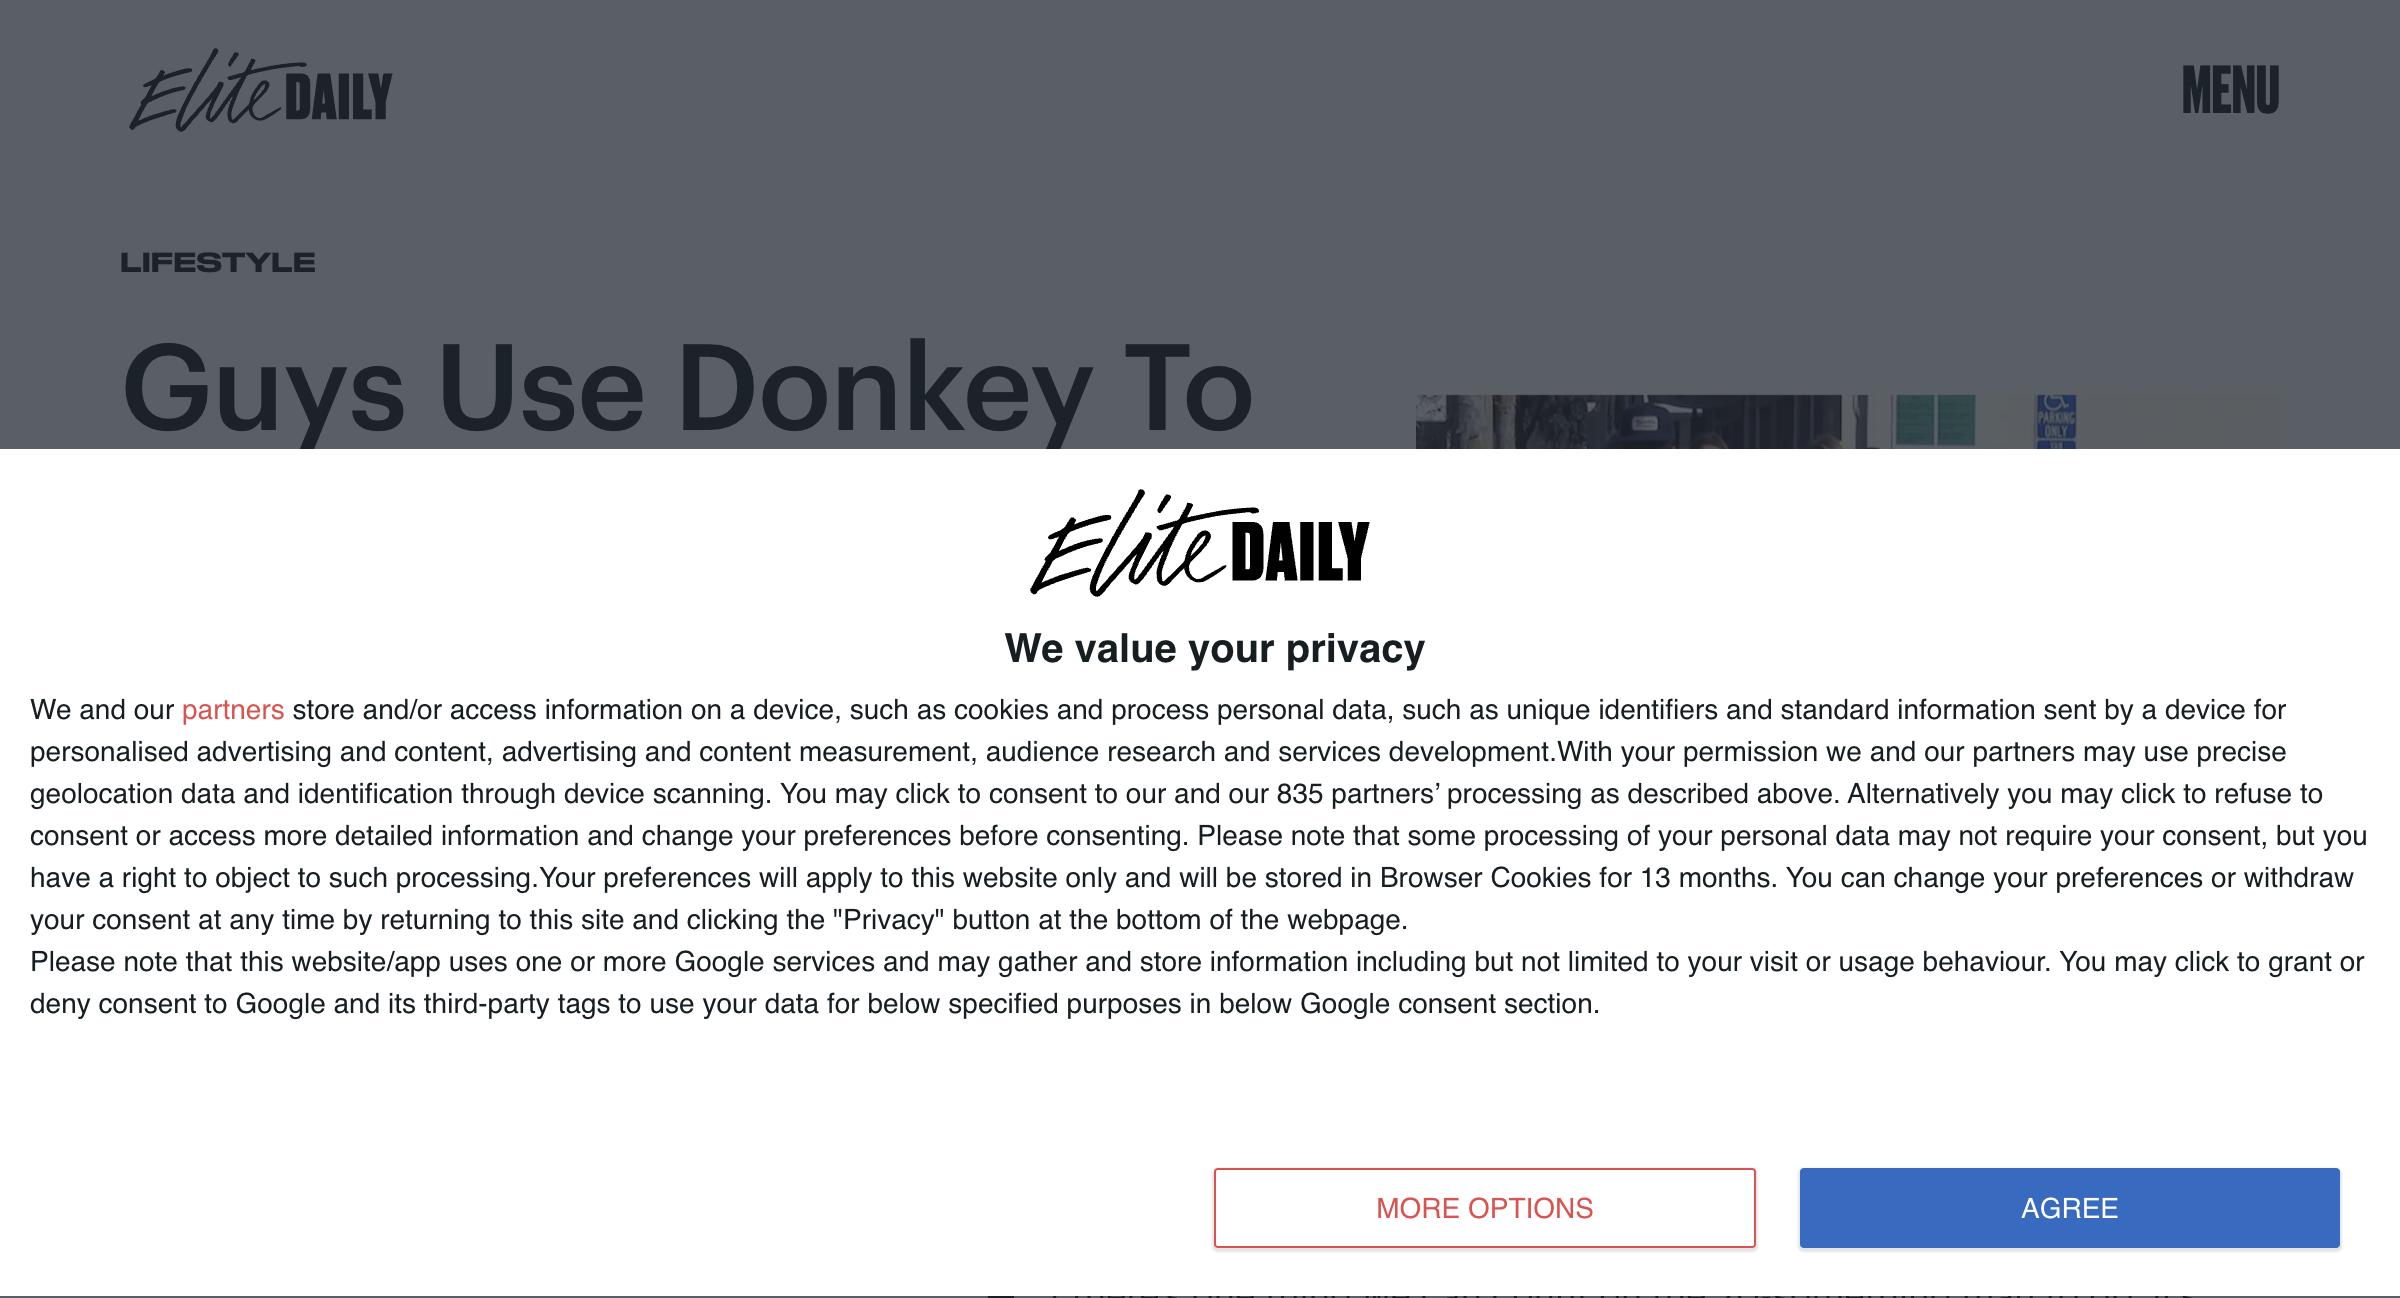 Elite DAILY
MENU
LIFESTYLE
Guys Use Donkey To
PARKING
ONLY
Elite DAILY
We value your privacy
We and our partners store and/or access information on a device, such as cookies and process personal data, such as unique identifiers and standard information sent by a device for
personalised advertising and content, advertising and content measurement, audience research and services development.With your permission we and our partners may use precise
geolocation data and identification through device scanning. You may click to consent to our and our 835 partners’ processing as described above. Alternatively you may click to refuse to
consent or access more detailed information and change your preferences before consenting. Please note that some processing of your personal data may not require your consent, but you
have a right to object to such processing.Your preferences will apply to this website only and will be stored in Browser Cookies for 13 months. You can change your preferences or withdraw
your consent at any time by returning to this site and clicking the "Privacy" button at the bottom of the webpage.
Please note that this website/app uses one or more Google services and may gather and store information including but not limited to your visit or usage behaviour. You may click to grant or
deny consent to Google and its third-party tags to use your data for below specified purposes in below Google consent section.
MORE OPTIONS
AGREE